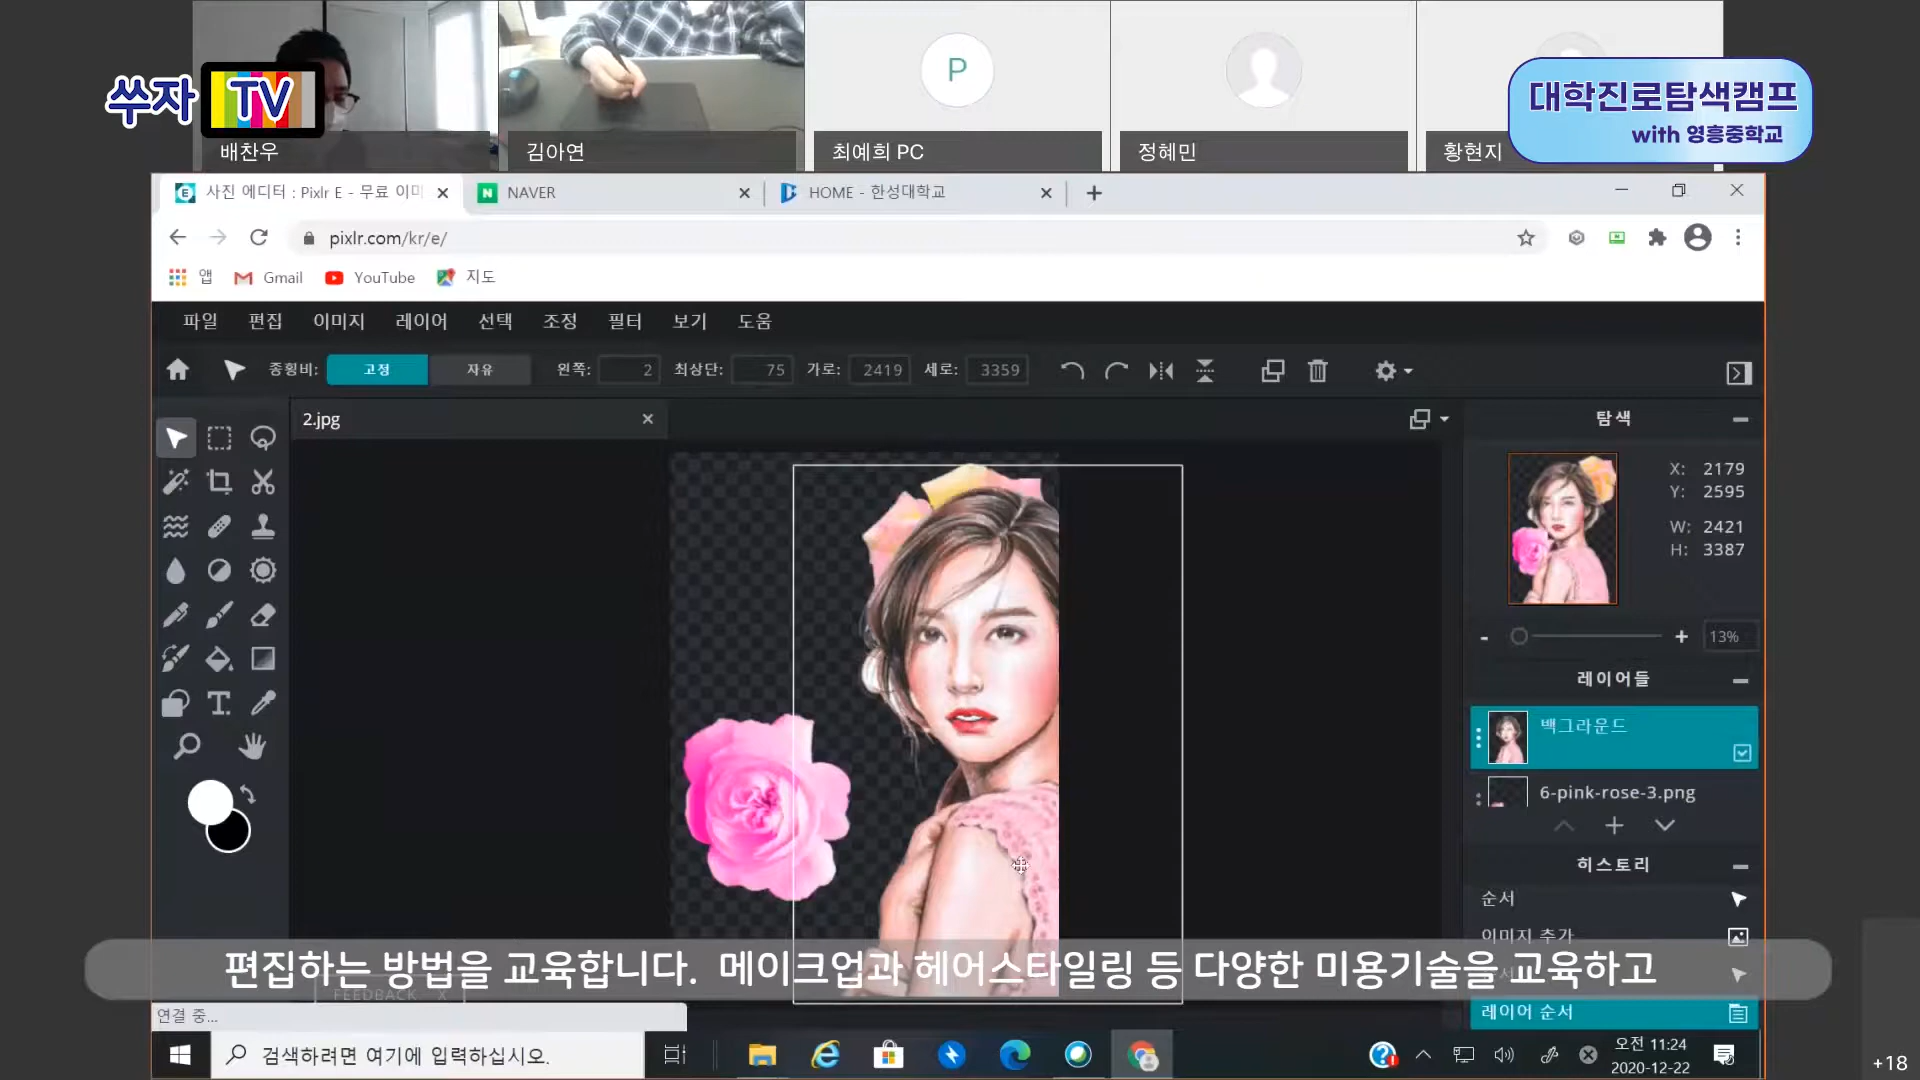 쑤자 TV
대학진로탐색캠프
with 영흥중학교
P
배찬우
김아연
최예희 PC
정혜민
황현지
사진 에디터 : Pixlr E - 무료 이미
NAVER
HOME - 한성대학교
pixlr.com/kr/e/
앱
Gmail
YouTube
지도
파일
편집
이미지
레이어
선택
조정
필터
보기
도움
종횡비:
고정
자유
왼쪽: 2
최상단: 75
가로: 2419
세로: 3359
2.jpg
탐색
X: 2179
Y: 2595
W: 2421
H: 3387
13%
레이어들
백그라운드
6-pink-rose-3.png
히스토리
순서
이미지 추가
편집하는 방법을 교육합니다. 메이크업과 헤어스타일링 등 다양한 미용기술을 교육하고
FEEDBACK X
레이어 순서
연결 중...
검색하려면 여기에 입력하십시오.
오전 11:24
2020-12-22
+18